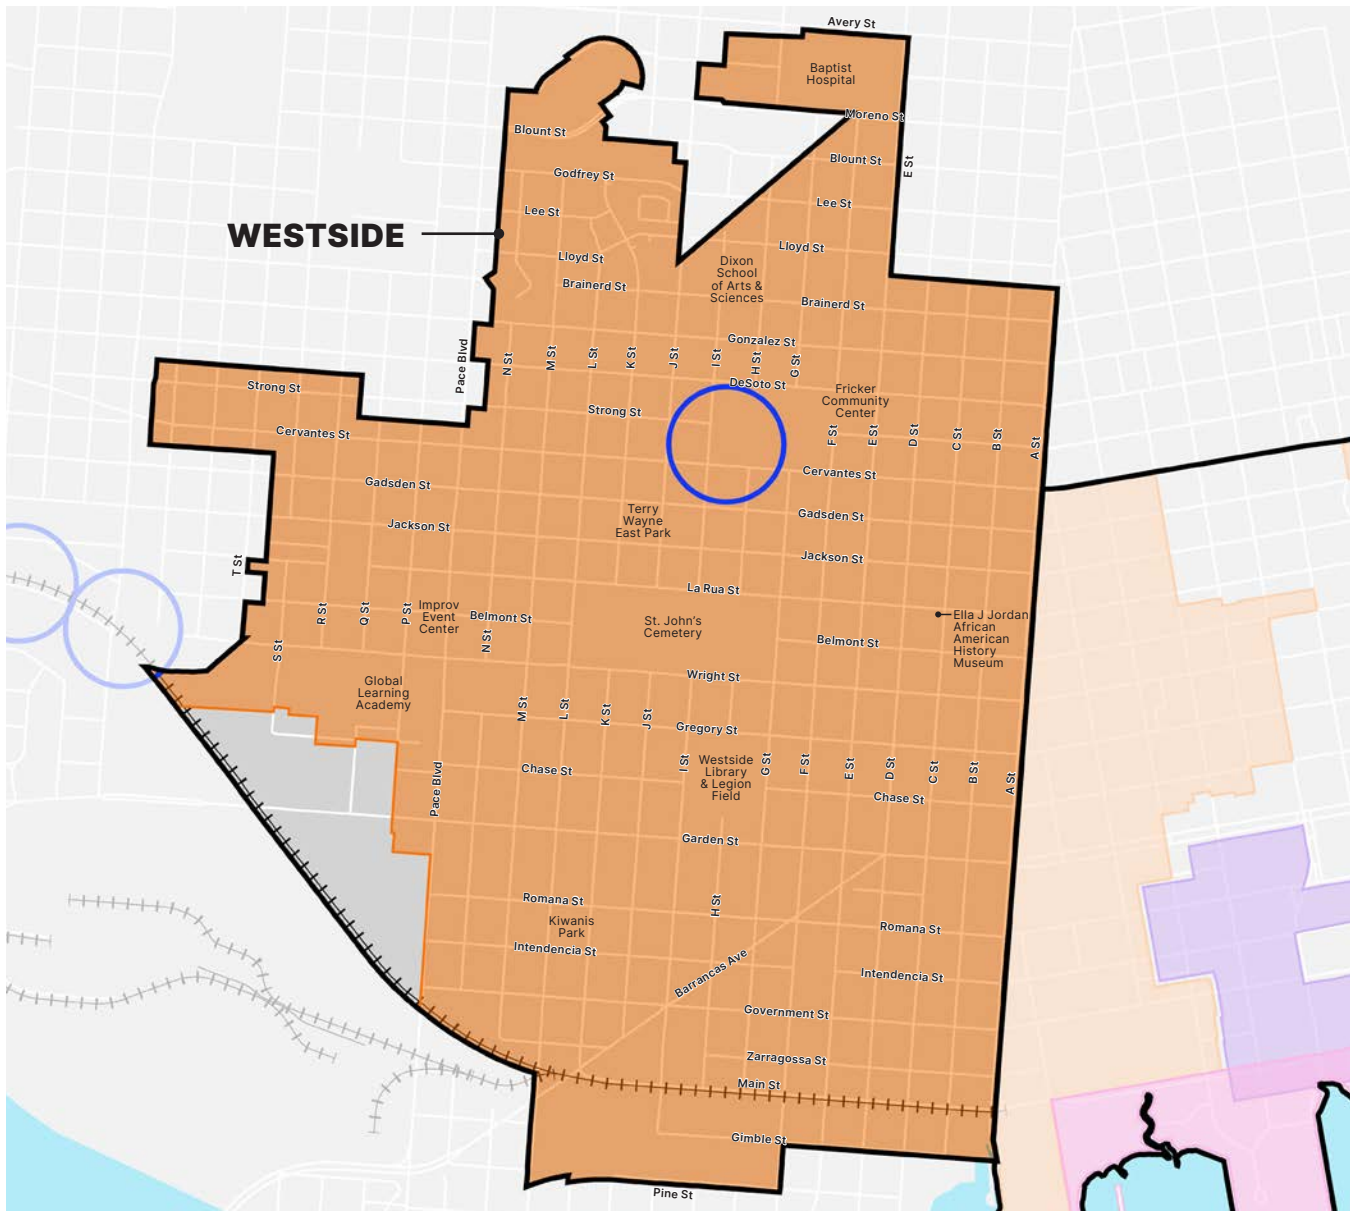 Avery St
Baptist
Hospital
Moreno St
Blount St
Blount St
E St
Godfrey St
Lee St
Lee St
WESTSIDE
Lloyd St
Lloyd St
Dixon
School
of Arts &
Sciences
Brainerd St
Brainerd St
Gonzalez St
Pace Blvd
N St
M St
L St
K St
J St
I St
H St
G St
DeSoto St
Strong St
Fricker
Community
Center
Strong St
Cervantes St
F St
E St
D St
C St
B St
A St
Cervantes St
Gadsden St
Gadsden St
Terry
Wayne
East Park
Jackson St
Jackson St
T St
La Rua St
R St
Q St
P St
Improv
Event
Center
Belmont St
N St
St. John's
Cemetery
Ella J Jordan
African
American
History
Museum
Belmont St
S St
Wright St
Global
Learning
Academy
M St
L St
K St
J St
Gregory St
I St
Westside
Library
& Legion
Field
G St
F St
E St
D St
C St
B St
A St
Chase St
Pace Blvd
Chase St
Garden St
Romana St
H St
Kiwanis
Park
Romana St
Intendencia St
Barrancas Ave
Intendencia St
Government St
Zarragossa St
Main St
Gimble St
Pine St